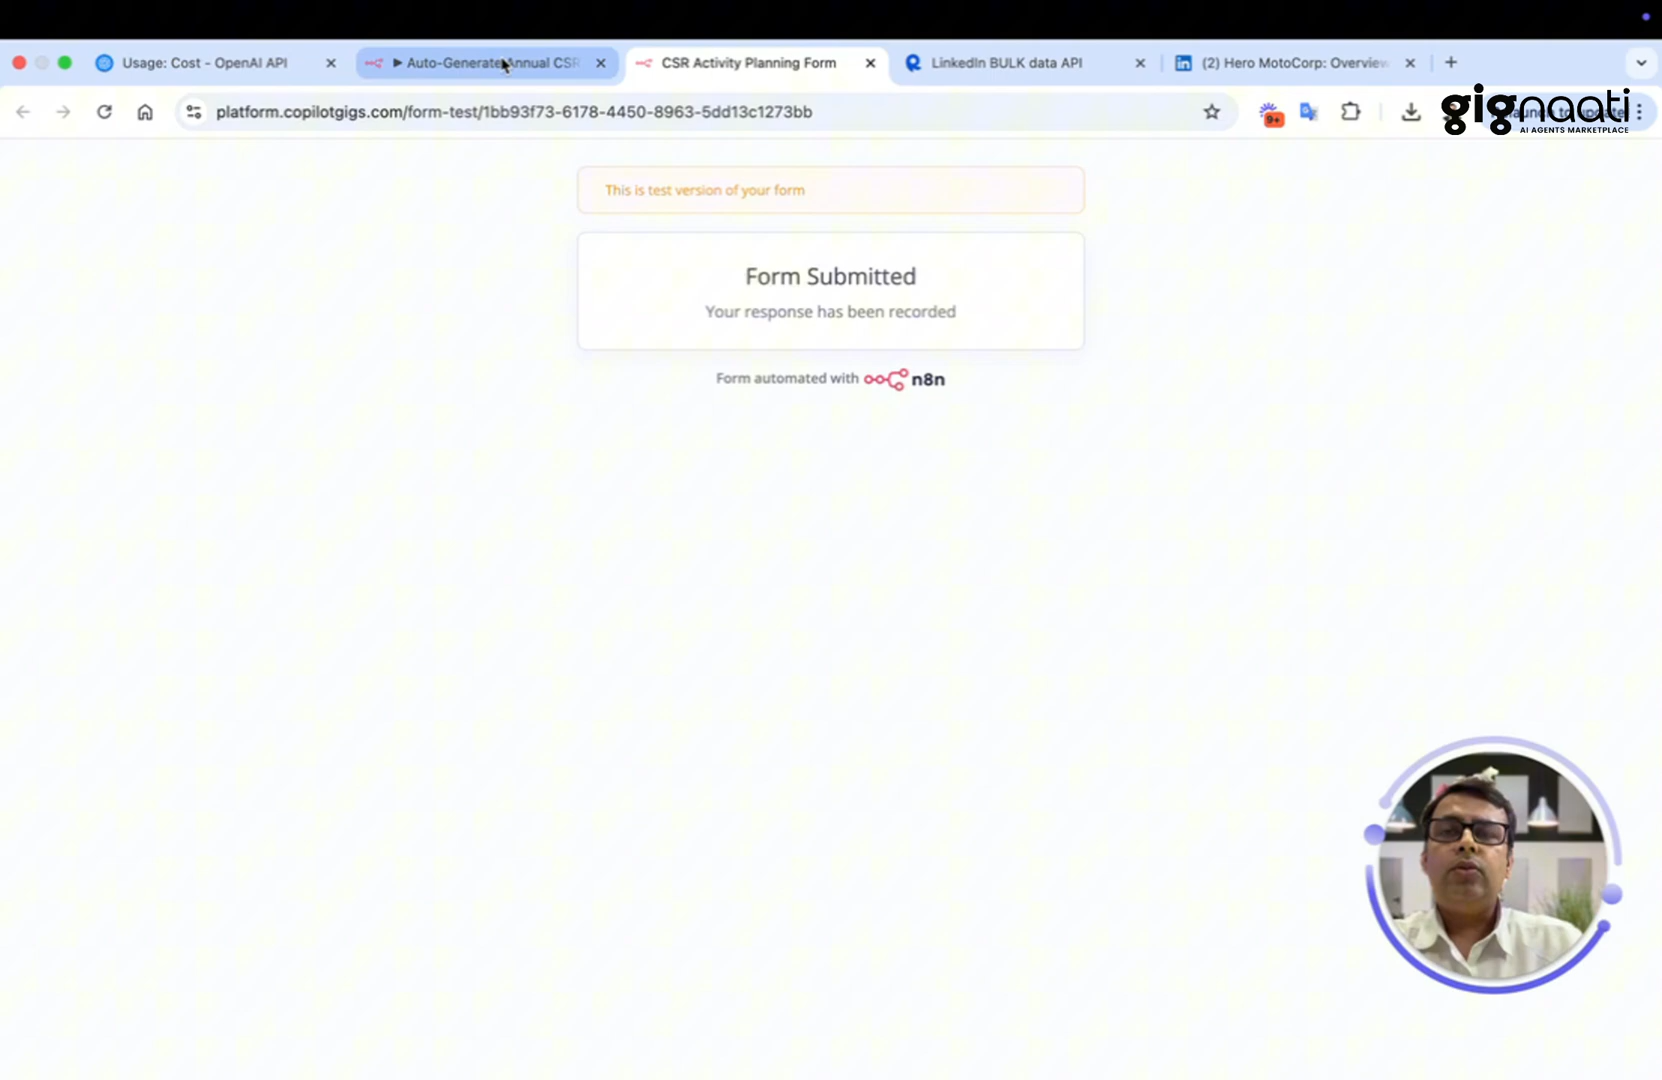 Usage: Cost - OpenAI API
Auto-Generate Annual CSR
CSR Activity Planning Form
LinkedIn BULK data API
(2) Hero MotoCorp: Overview
platform.copilotgigs.com/form-test/1bb93f73-6178-4450-8963-5dd13c1273bb
9+
gignaati
AI AGENTS MARKETPLACE
This is test version of your form
Form Submitted
Your response has been recorded
Form automated with n8n